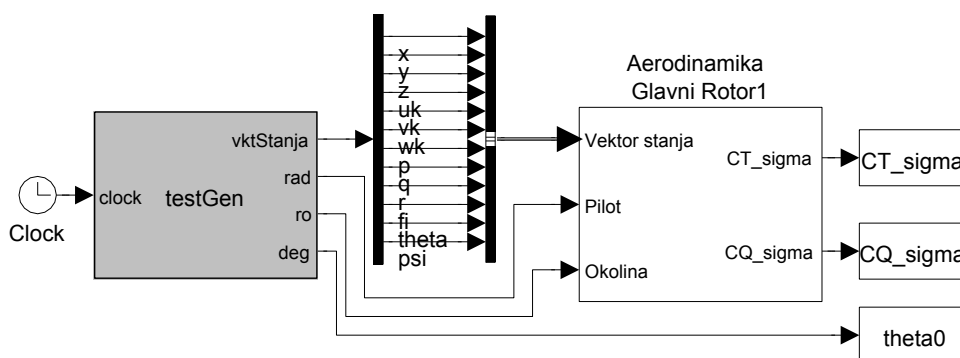 Clock
clock
testGen
vktStanja
rad
ro
deg
x
y
z
uk
vk
wk
p
q
r
fi
theta
psi
Aerodinamika
Glavni Rotor1
Vektor stanja
Pilot
Okolina
CT_sigma
CQ_sigma
CT_sigma
CQ_sigma
theta0